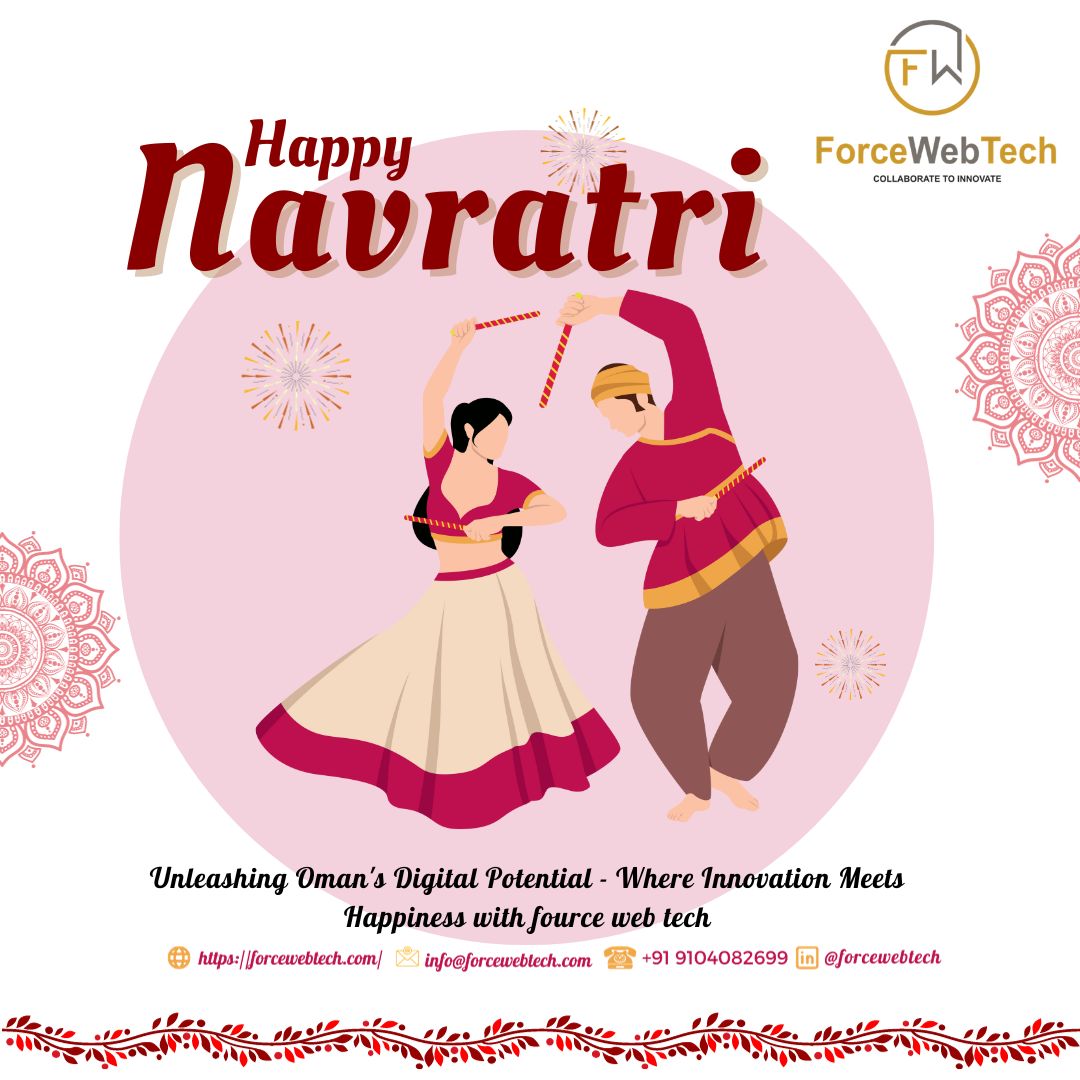 FW
ForceWebTech
COLLABORATE TO INNOVATE
Happy
Navratri
Unleashing Oman's Digital Potential - Where Innovation Meets
Happiness with fource web tech
https://forcewebtech.com/ info@forcewebtech.com +91 9104082699 in @forcewebtech